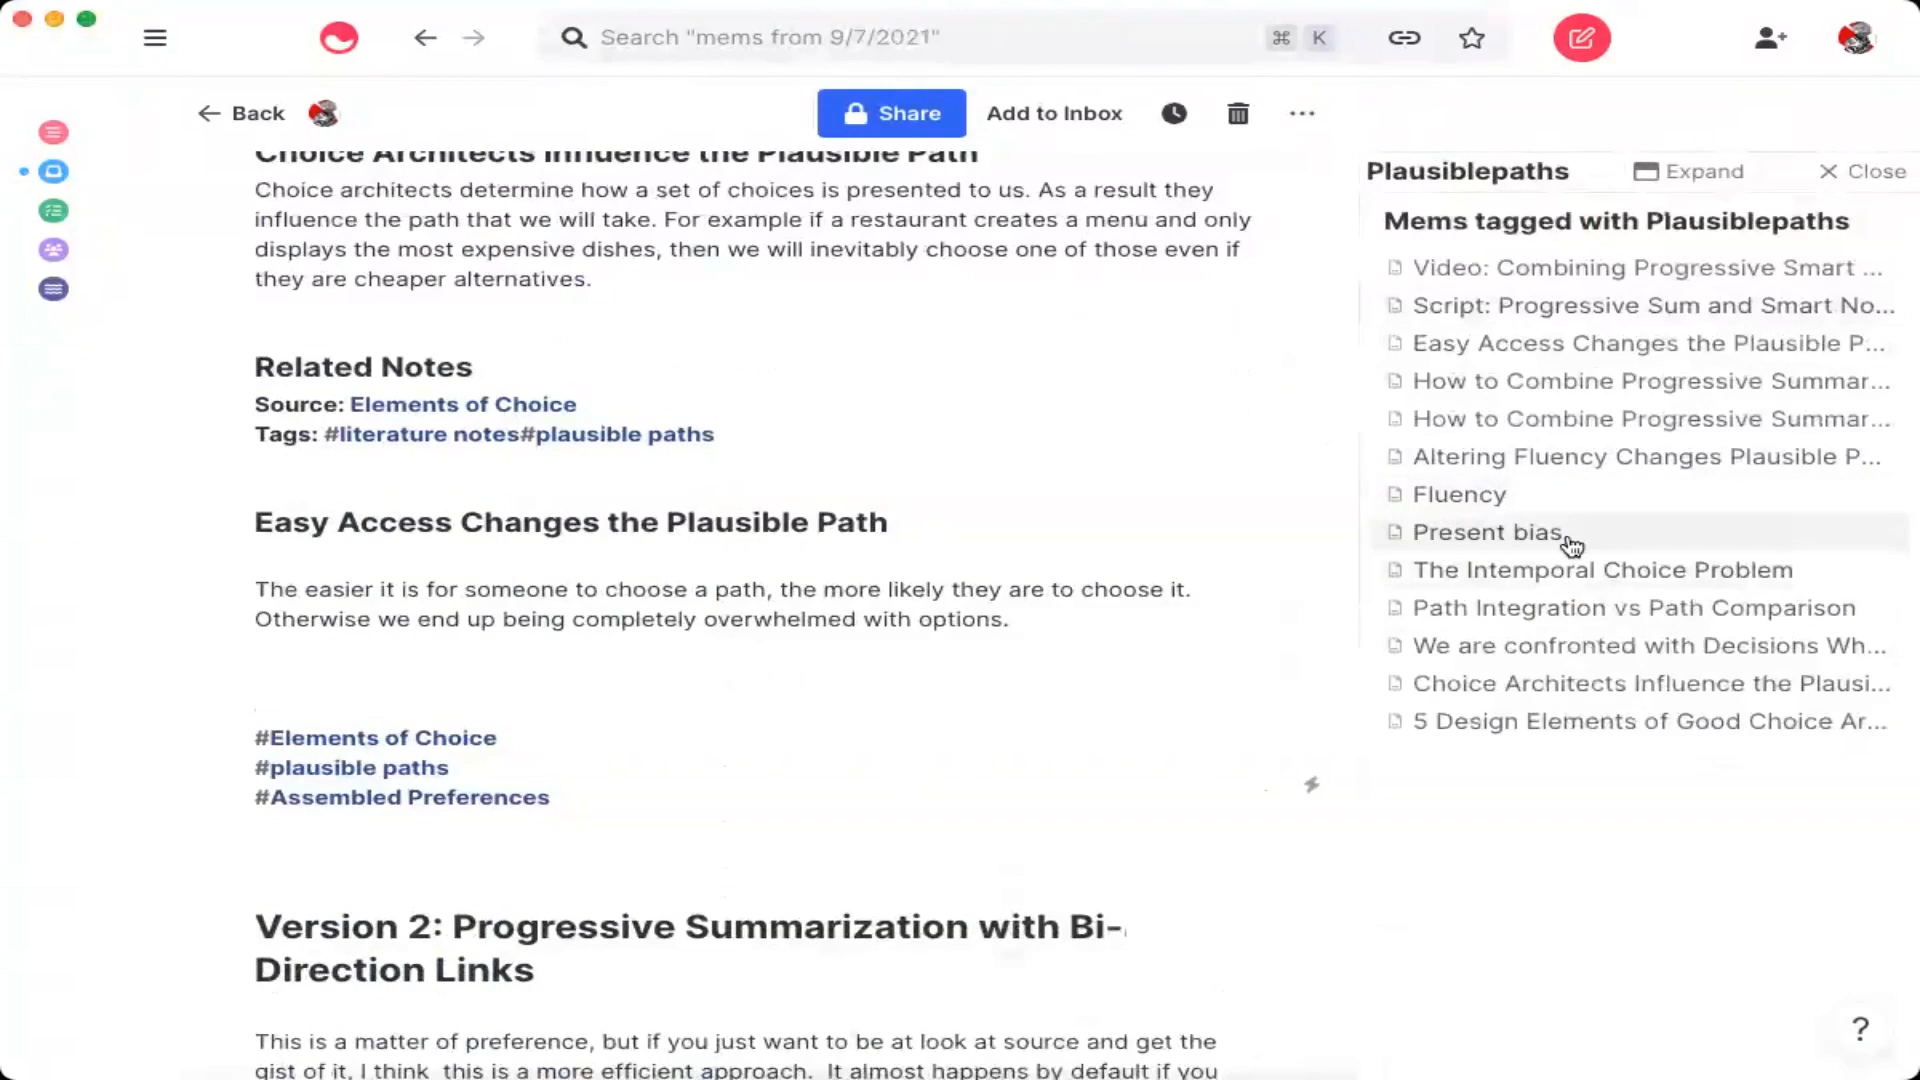 Search "mems from 9/7/2021"
⌘ K
Back
Share
Add to Inbox
Choice Architects Influence the Plausible Path
Choice architects determine how a set of choices is presented to us. As a result they
influence the path that we will take. For example if a restaurant creates a menu and only
displays the most expensive dishes, then we will inevitably choose one of those even if
they are cheaper alternatives.
Related Notes
Source: Elements of Choice
Tags: #literature notes#plausible paths
Easy Access Changes the Plausible Path
The easier it is for someone to choose a path, the more likely they are to choose it.
Otherwise we end up being completely overwhelmed with options.
#Elements of Choice
#plausible paths
#Assembled Preferences
Version 2: Progressive Summarization with Bi-
Direction Links
This is a matter of preference, but if you just want to be at look at source and get the
gist of it, I think this is a more efficient approach. It almost happens by default if you
Plausiblepaths
Expand
Close
Mems tagged with Plausiblepaths
Video: Combining Progressive Smart ...
Script: Progressive Sum and Smart No...
Easy Access Changes the Plausible P...
How to Combine Progressive Summar...
How to Combine Progressive Summar...
Altering Fluency Changes Plausible P...
Fluency
Present bias
The Intemporal Choice Problem
Path Integration vs Path Comparison
We are confronted with Decisions Wh...
Choice Architects Influence the Plausi...
5 Design Elements of Good Choice Ar...
?